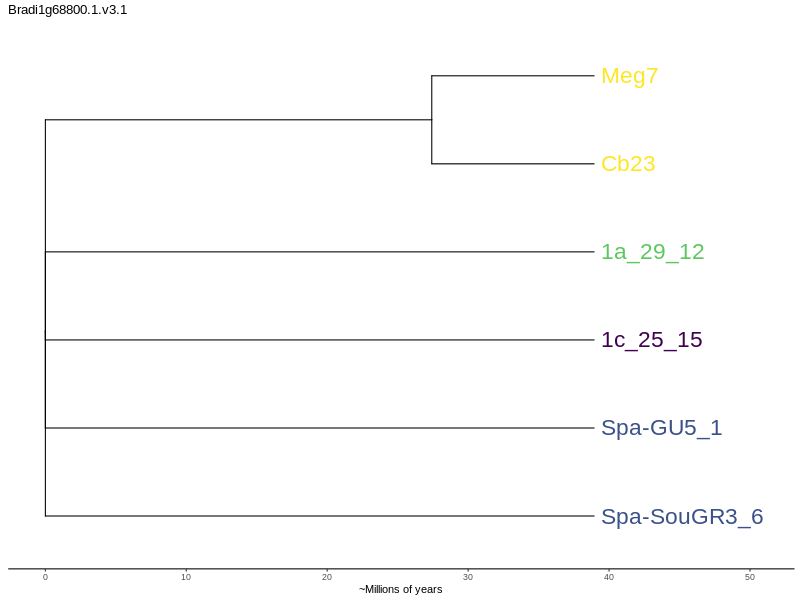 Bradi1g68800.1.v3.1
Meg7
Cb23
1a_29_12
1c_25_15
Spa-GU5_1
Spa-SouGR3_6
0 10 20 30 40 50
~Millions of years